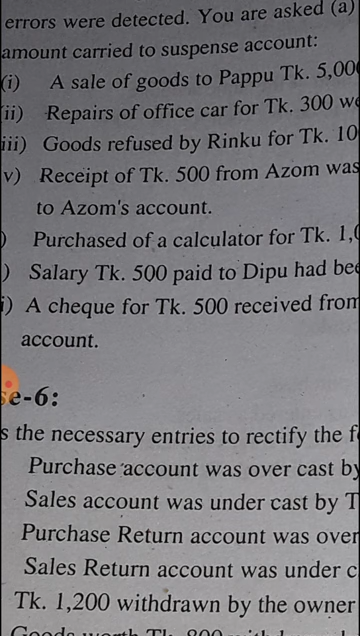 errors were detected. You are asked (a)
amount carried to suspense account:
(i) A sale of goods to Pappu Tk. 5,000
ii) Repairs of office car for Tk. 300
iii) Goods refused by Rinku for Tk. 10
v) Receipt of Tk. 500 from Azom was
to Azom's account.
) Purchased of a calculator for Tk. 1,
) Salary Tk. 500 paid to Dipu had
i) A cheque for Tk. 500 received from
account.
se-6:
s the necessary entries to rectify the
Purchase account was over cast by
Sales account was under cast by T
Purchase Return account was over
Sales Return account was under c
Tk. 1,200 withdrawn by the owner